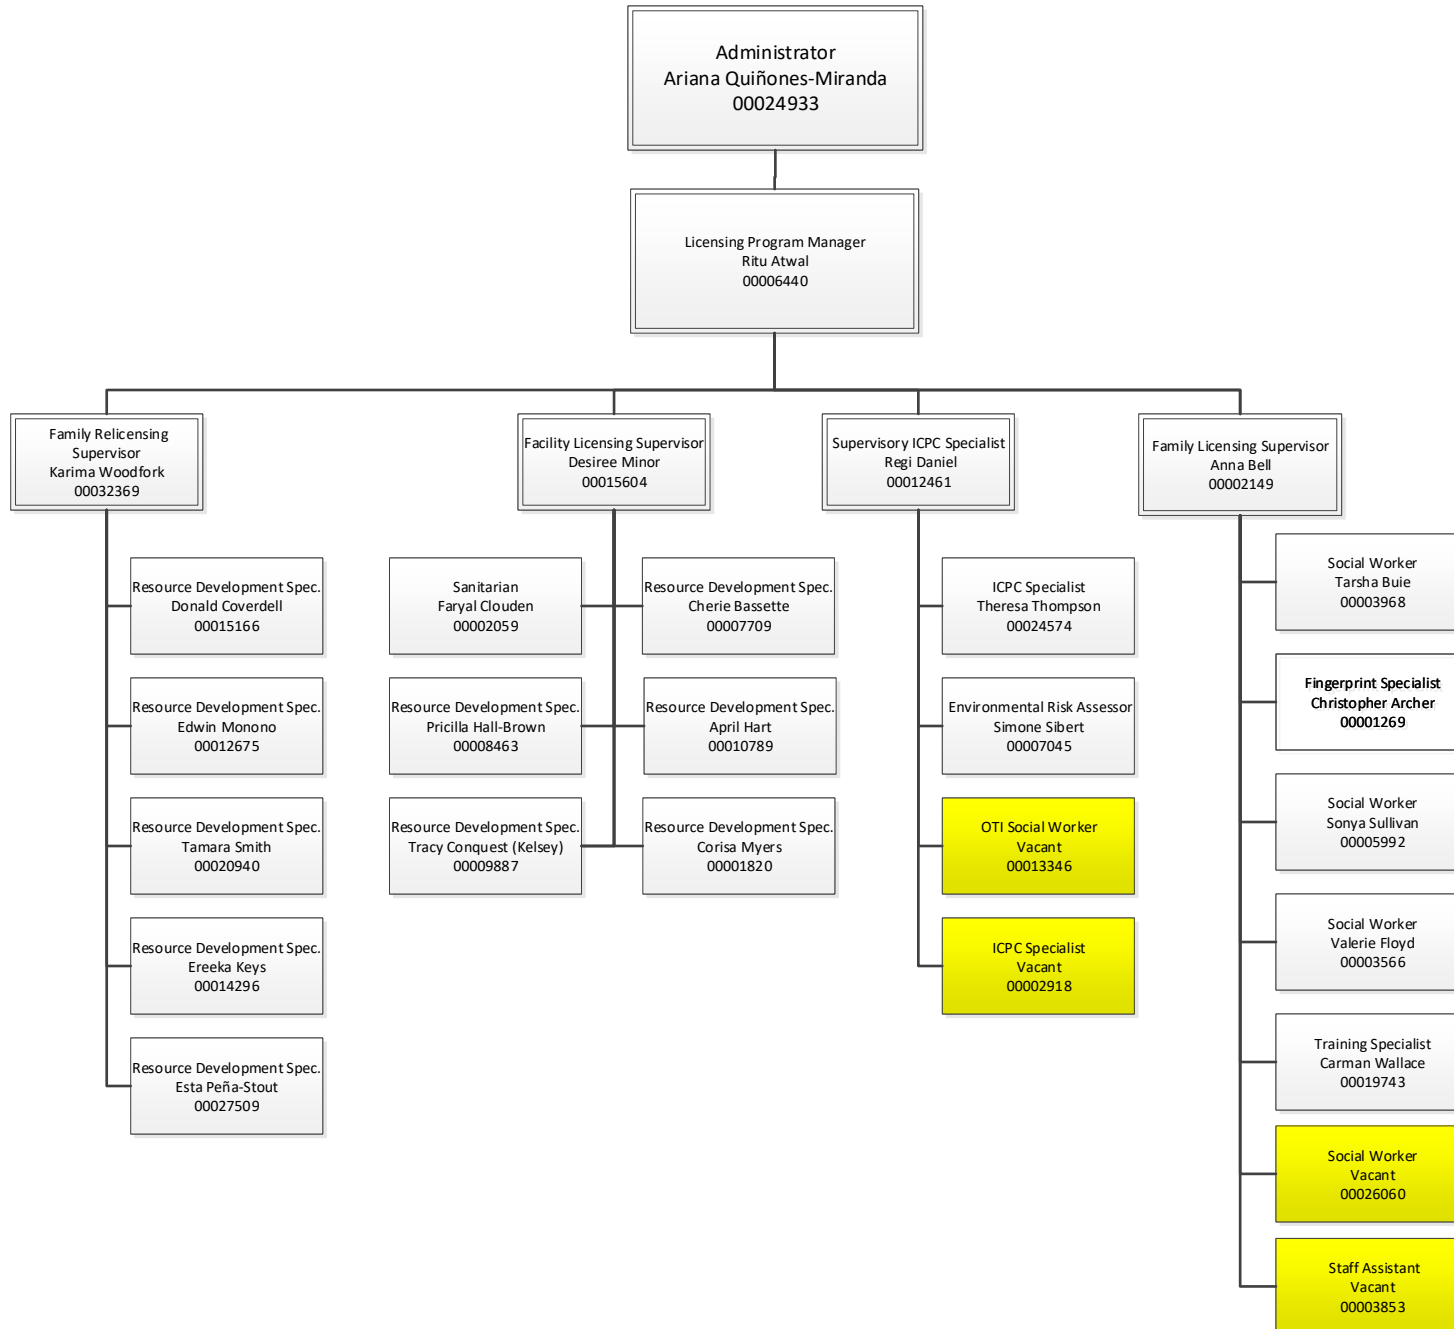 Administrator
Ariana Quiñones-Miranda
00024933
Licensing Program Manager
Ritu Atwal
00006440
Family Relicensing
Supervisor
Karima Woodfork
00032369
Facility Licensing Supervisor
Desiree Minor
00015604
Supervisory ICPC Specialist
Regi Daniel
00012461
Family Licensing Supervisor
Anna Bell
00002149
Resource Development Spec.
Donald Coverdell
00015166
Resource Development Spec.
Edwin Monono
00012675
Resource Development Spec.
Tamara Smith
00020940
Resource Development Spec.
Ereeka Keys
00014296
Resource Development Spec.
Esta Peña-Stout
00027509
Sanitarian
Faryal Clouden
00002059
Resource Development Spec.
Cherie Bassette
00007709
Resource Development Spec.
Pricilla Hall-Brown
00008463
Resource Development Spec.
April Hart
00010789
Resource Development Spec.
Tracy Conquest (Kelsey)
00009887
Resource Development Spec.
Corisa Myers
00001820
ICPC Specialist
Theresa Thompson
00024574
Environmental Risk Assessor
Simone Sibert
00007045
OTI Social Worker
Vacant
00013346
ICPC Specialist
Vacant
00002918
Social Worker
Tarsha Buie
00003968
Fingerprint Specialist
Christopher Archer
00001269
Social Worker
Sonya Sullivan
00005992
Social Worker
Valerie Floyd
00003566
Training Specialist
Carman Wallace
00019743
Social Worker
Vacant
00026060
Staff Assistant
Vacant
00003853